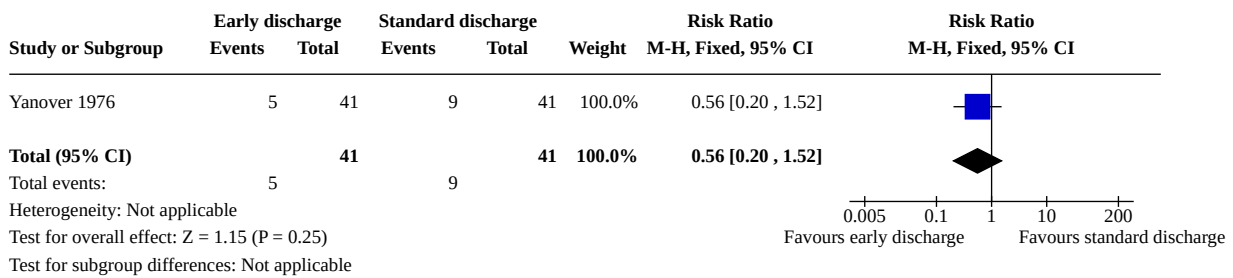 Early discharge Standard discharge Risk Ratio Risk Ratio
Study or Subgroup Events Total Events Total Weight M-H, Fixed, 95% CI M-H, Fixed, 95% CI
Yanover 1976 5 41 9 41 100.0% 0.56 [0.20 , 1.52]
Total (95% CI) 41 41 100.0% 0.56 [0.20 , 1.52]
Total events: 5 9
Heterogeneity: Not applicable
0.005 0.1 1 10 200
Test for overall effect: Z = 1.15 (P = 0.25) Favours early discharge Favours standard discharge
Test for subgroup differences: Not applicable